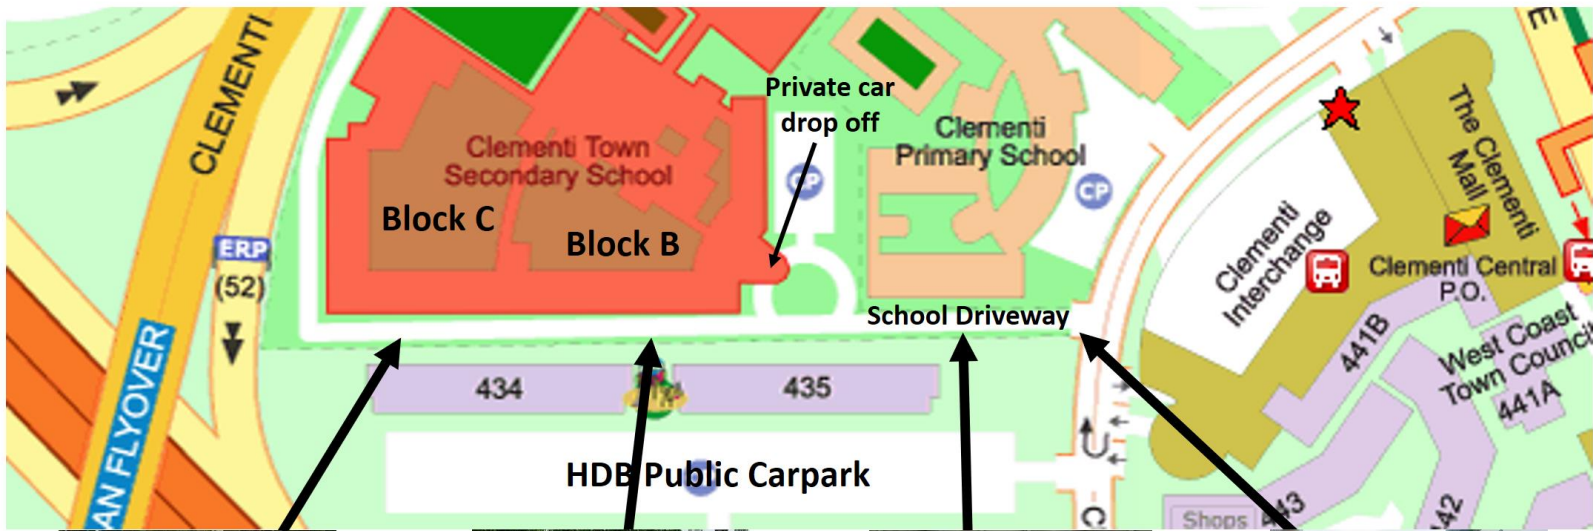 CLEMENTI
ERP
(52)
AN FLYOVER
Clementi Town
Secondary School
Block C
Block B
Private car
drop off
CP
Clementi
Primary School
CP
School Driveway
434
435
HDB Public Carpark
Clementi
Interchange
The Clementi
Mall
Clementi Central
P.O.
441B
West Coast
Town Council
441A
443
42
Shops
C
E